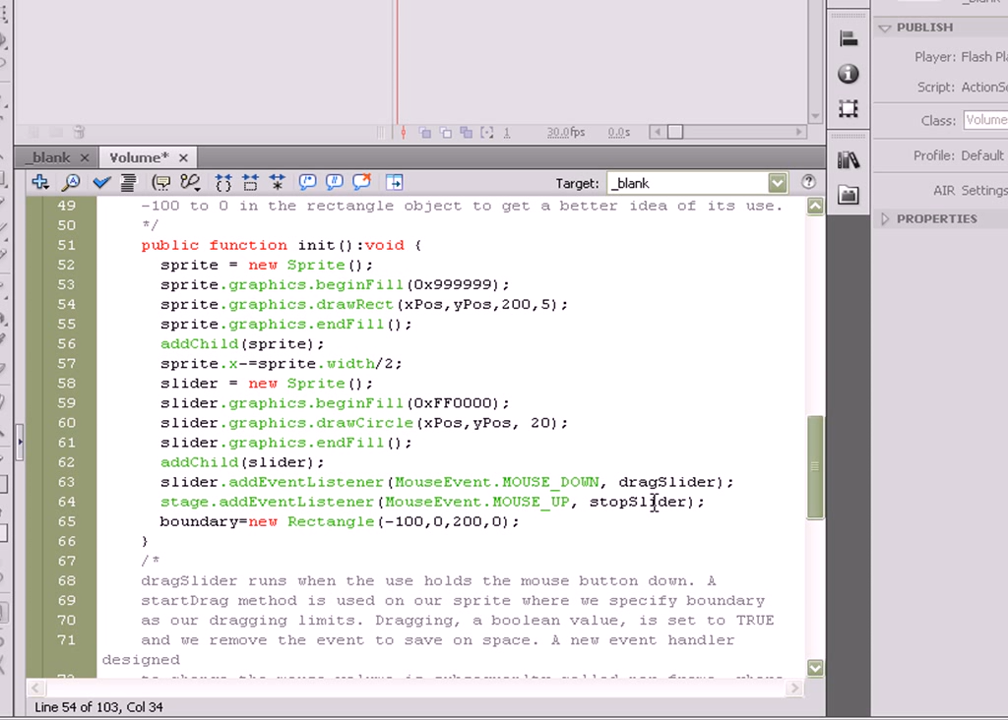 _blank
PUBLISH
Player: Flash Pl
Script: ActionS
Class: Volume
Profile: Default
AIR Settings
PROPERTIES
1 30.0fps 0.0s
_blank × Volume* ×
Target: _blank
49 -100 to 0 in the rectangle object to get a better idea of its use.
50 */
51 public function init():void {
52 sprite = new Sprite();
53 sprite.graphics.beginFill(0x999999);
54 sprite.graphics.drawRect(xPos,yPos,200,5);
55 sprite.graphics.endFill();
56 addChild(sprite);
57 sprite.x-=sprite.width/2;
58 slider = new Sprite();
59 slider.graphics.beginFill(0xFF0000);
60 slider.graphics.drawCircle(xPos,yPos, 20);
61 slider.graphics.endFill();
62 addChild(slider);
63 slider.addEventListener(MouseEvent.MOUSE_DOWN, dragSlider);
64 stage.addEventListener(MouseEvent.MOUSE_UP, stopSlider);
65 boundary=new Rectangle(-100,0,200,0);
66 }
67 /*
68 dragSlider runs when the use holds the mouse button down. A
69 startDrag method is used on our sprite where we specify boundary
70 as our dragging limits. Dragging, a boolean value, is set to TRUE
71 and we remove the event to save on space. A new event handler
designed
Line 54 of 103, Col 34